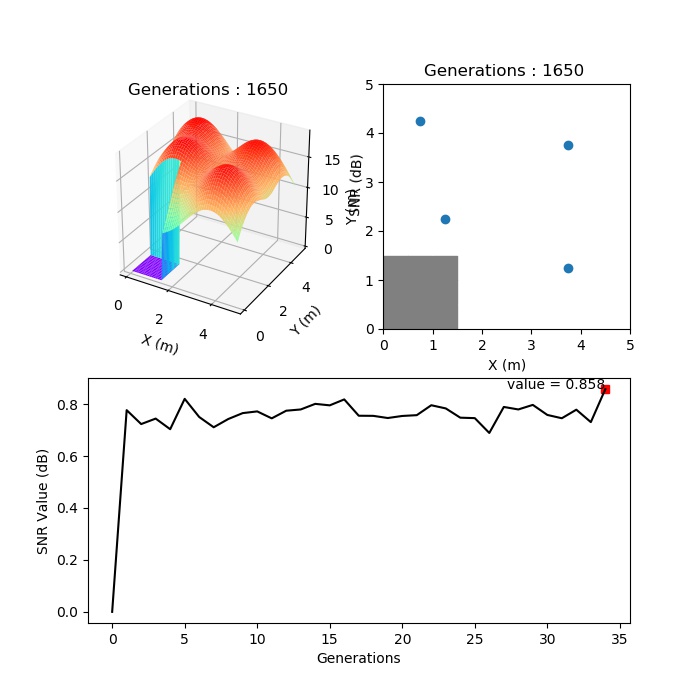 Generations : 1650
15
10
5
0
SNR (dB)
0
2
4
X (m)
0
2
4
Y (m)
Generations : 1650
5
4
3
2
1
0
Y (m)
0 1 2 3 4 5
X (m)
value = 0.858
0.8
0.6
0.4
0.2
0.0
SNR Value (dB)
0 5 10 15 20 25 30 35
Generations